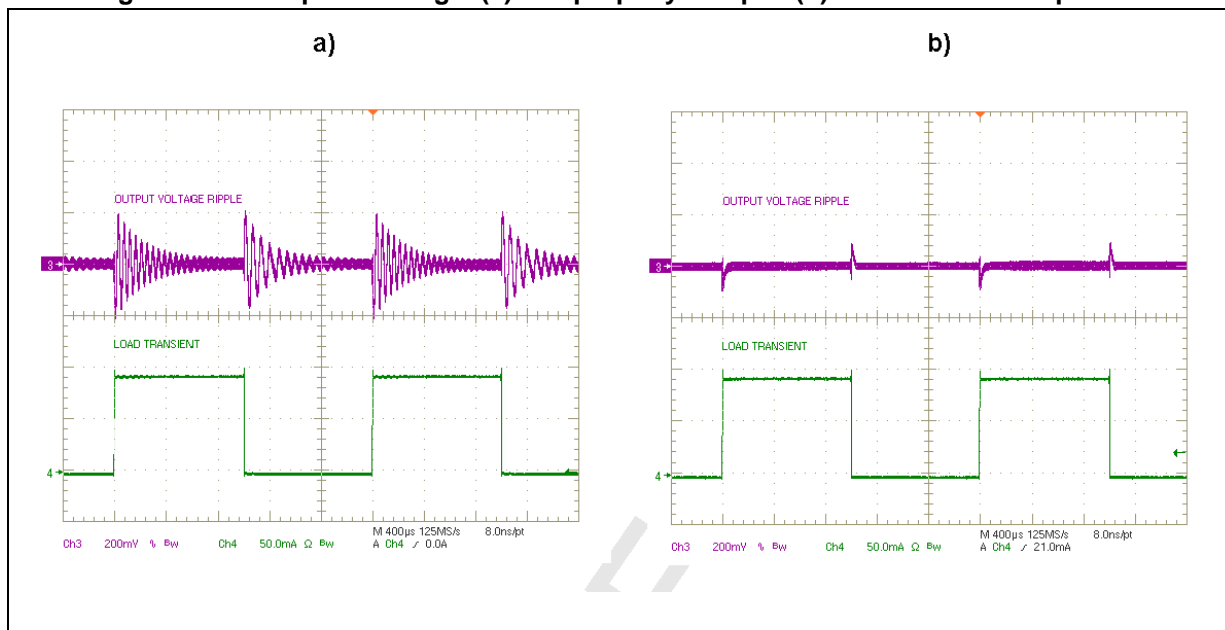 a)
OUTPUT VOLTAGE RIPPLE
3
LOAD TRANSIENT
4
M 400µs 125MS/s 8.0ns/pt
Ch3 200mV % Bw Ch4 50.0mA Ω Bw A Ch4 / 0.0A
b)
OUTPUT VOLTAGE RIPPLE
3
LOAD TRANSIENT
4
M 400µs 125MS/s 8.0ns/pt
Ch3 200mV % Bw Ch4 50.0mA Ω Bw A Ch4 / 21.0mA